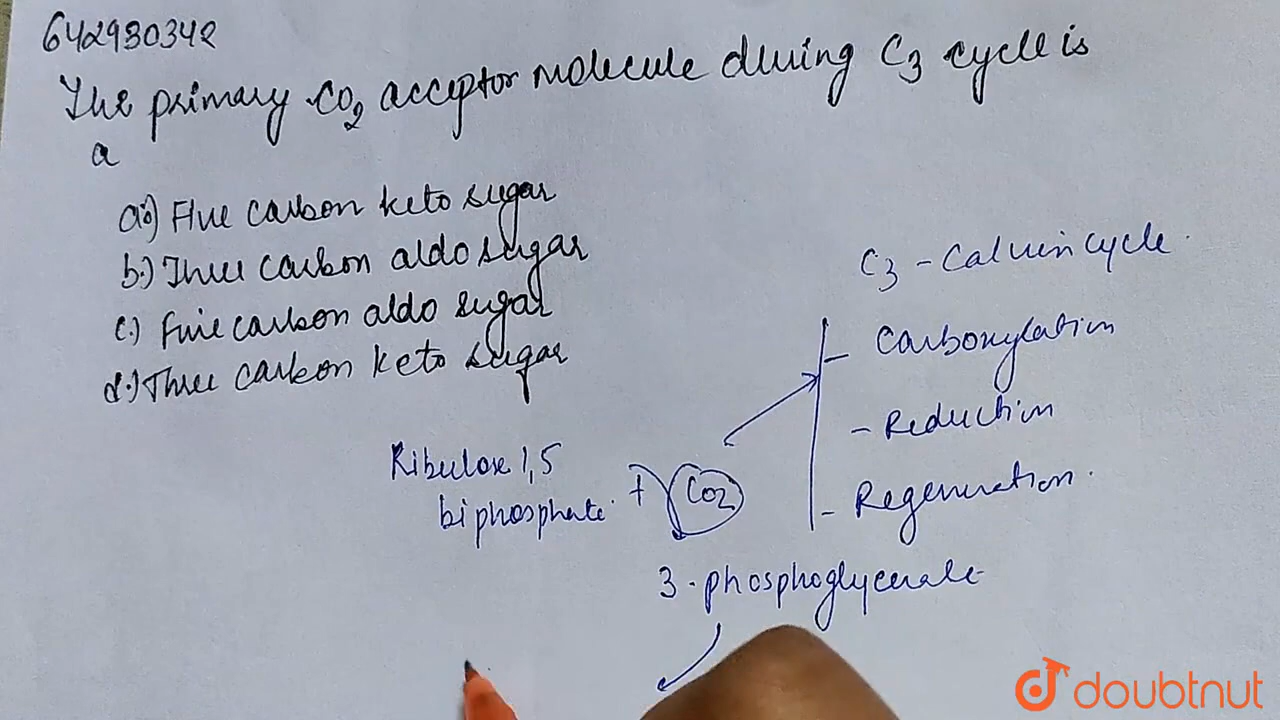 642930348
The primary CO2 acceptor molecule during C3 cycle is
a
a.) Five carbon keto sugar
b.) Three carbon aldo sugar
c.) Five carbon aldo sugar
d.) Three carbon keto sugar
C3 - Calvin cycle.
- Carboxylation
- Reduction
- Regeneration.
Ribulose 1,5
biphosphate. + CO2
3-phosphoglycerate
doubtnut